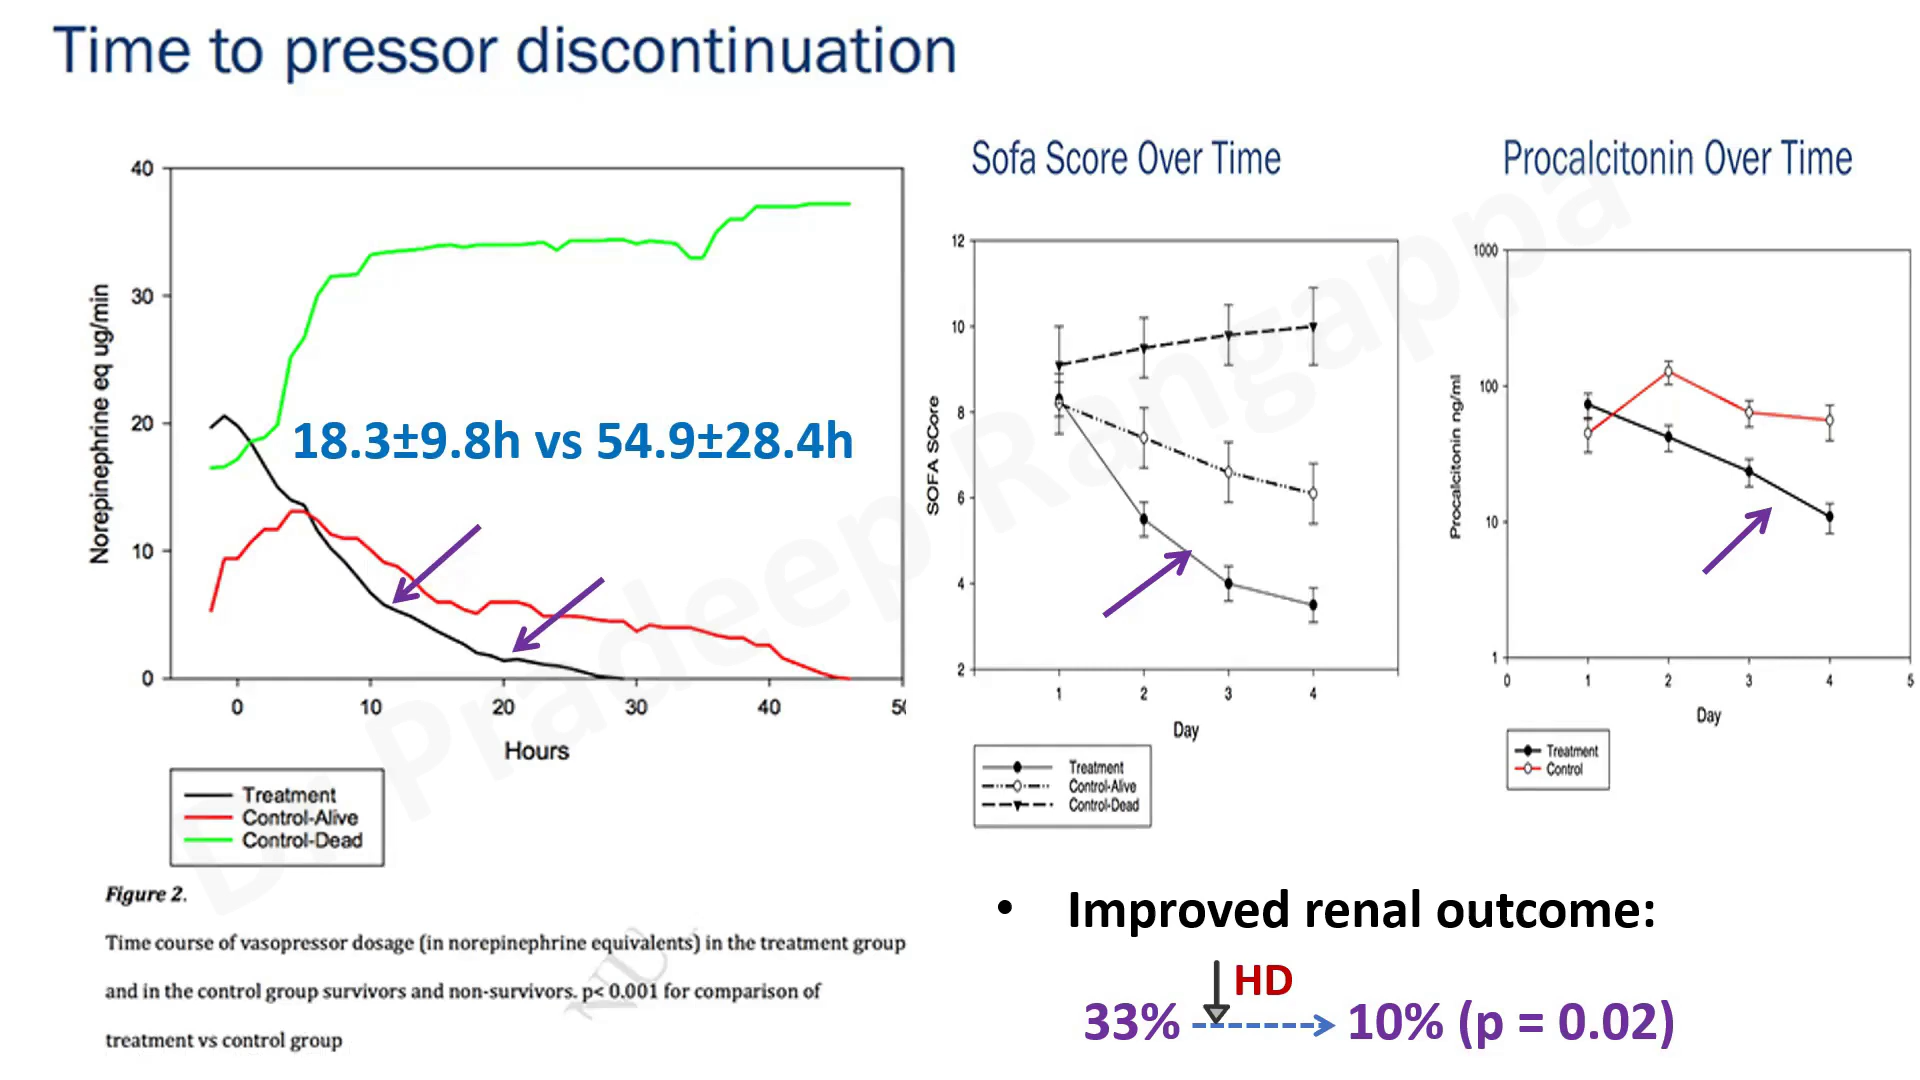 Time to pressor discontinuation
Norepinephrine eq ug/min
40
30
20
10
0
18.3±9.8h vs 54.9±28.4h
0 10 20 30 40
Hours
Treatment
Control-Alive
Control-Dead
Figure 2.
Time course of vasopressor dosage (in norepinephrine equivalents) in the treatment group
and in the control group survivors and non-survivors. p< 0.001 for comparison of
treatment vs control group
Sofa Score Over Time
SOFA SCore
12
10
8
6
4
2
1 2 3 4
Day
Treatment
Control-Alive
Control-Dead
Procalcitonin Over Time
Procalcitonin ng/ml
1000
100
10
1
0 1 2 3 4 5
Day
Treatment
Control
• Improved renal outcome:
HD
33% 10% (p = 0.02)
Dr Pradeep Rangappa